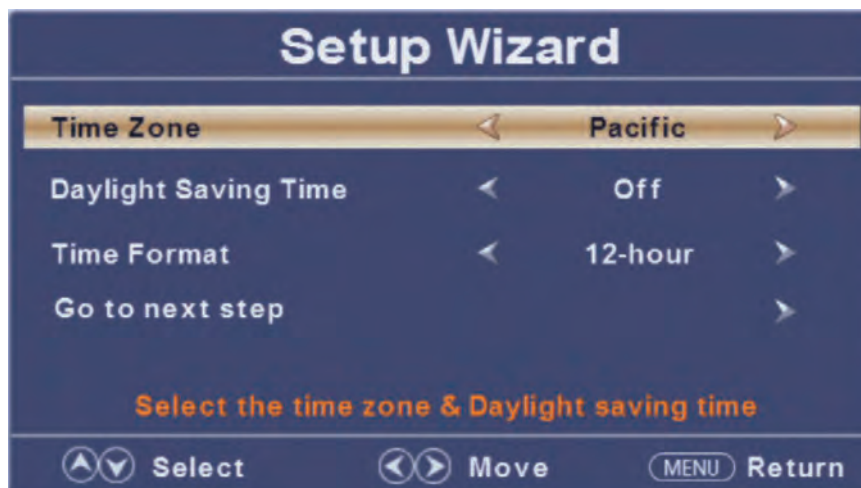 Setup Wizard
Time Zone Pacific
Daylight Saving Time Off
Time Format 12-hour
Go to next step
Select the time zone & Daylight saving time
Select Move MENU Return